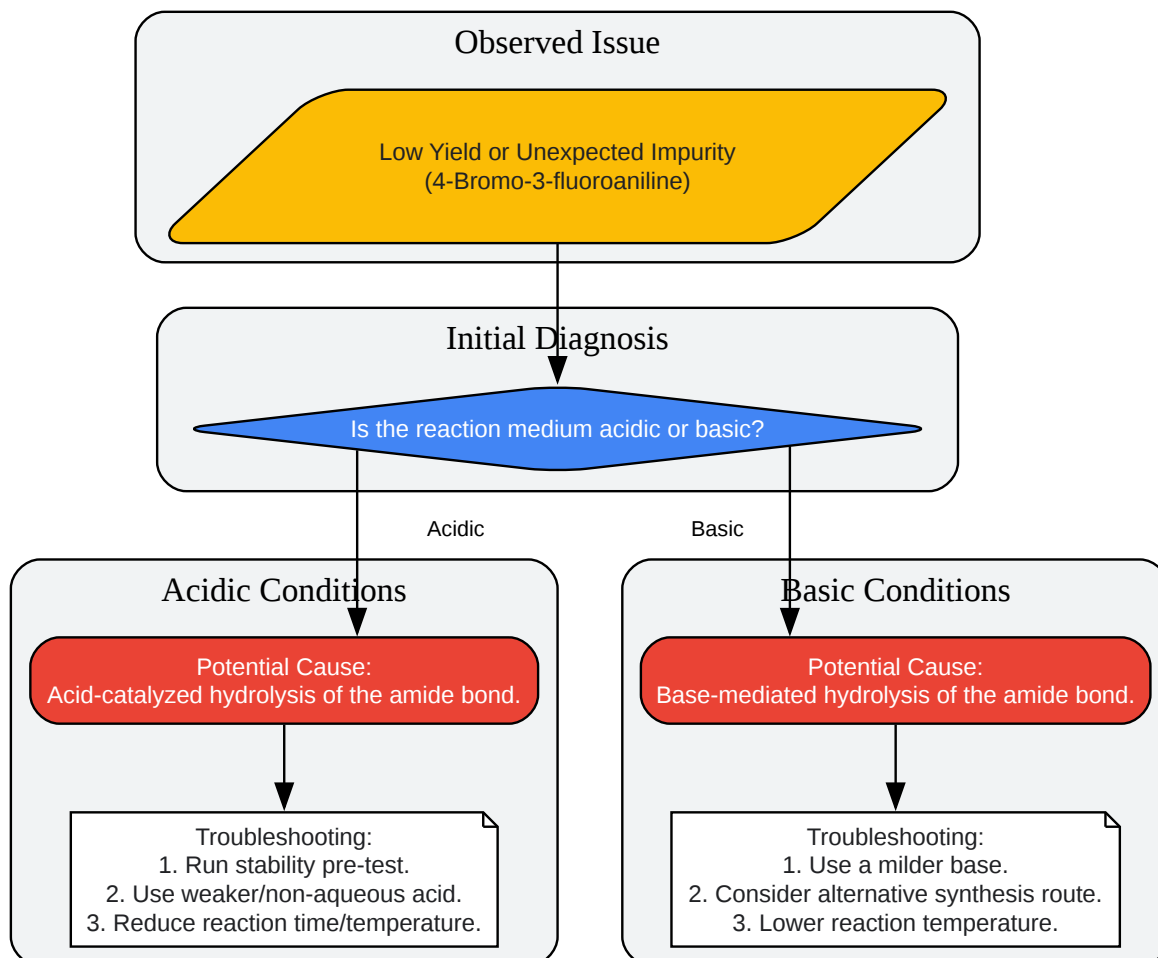 Observed Issue
Low Yield or Unexpected Impurity
(4-Bromo-3-fluoroaniline)
Initial Diagnosis
Is the reaction medium acidic or basic?
Acidic
Basic
Acidic Conditions
Potential Cause:
Acid-catalyzed hydrolysis of the amide bond.
Troubleshooting:
1. Run stability pre-test.
2. Use weaker/non-aqueous acid.
3. Reduce reaction time/temperature.
Basic Conditions
Potential Cause:
Base-mediated hydrolysis of the amide bond.
Troubleshooting:
1. Use a milder base.
2. Consider alternative synthesis route.
3. Lower reaction temperature.